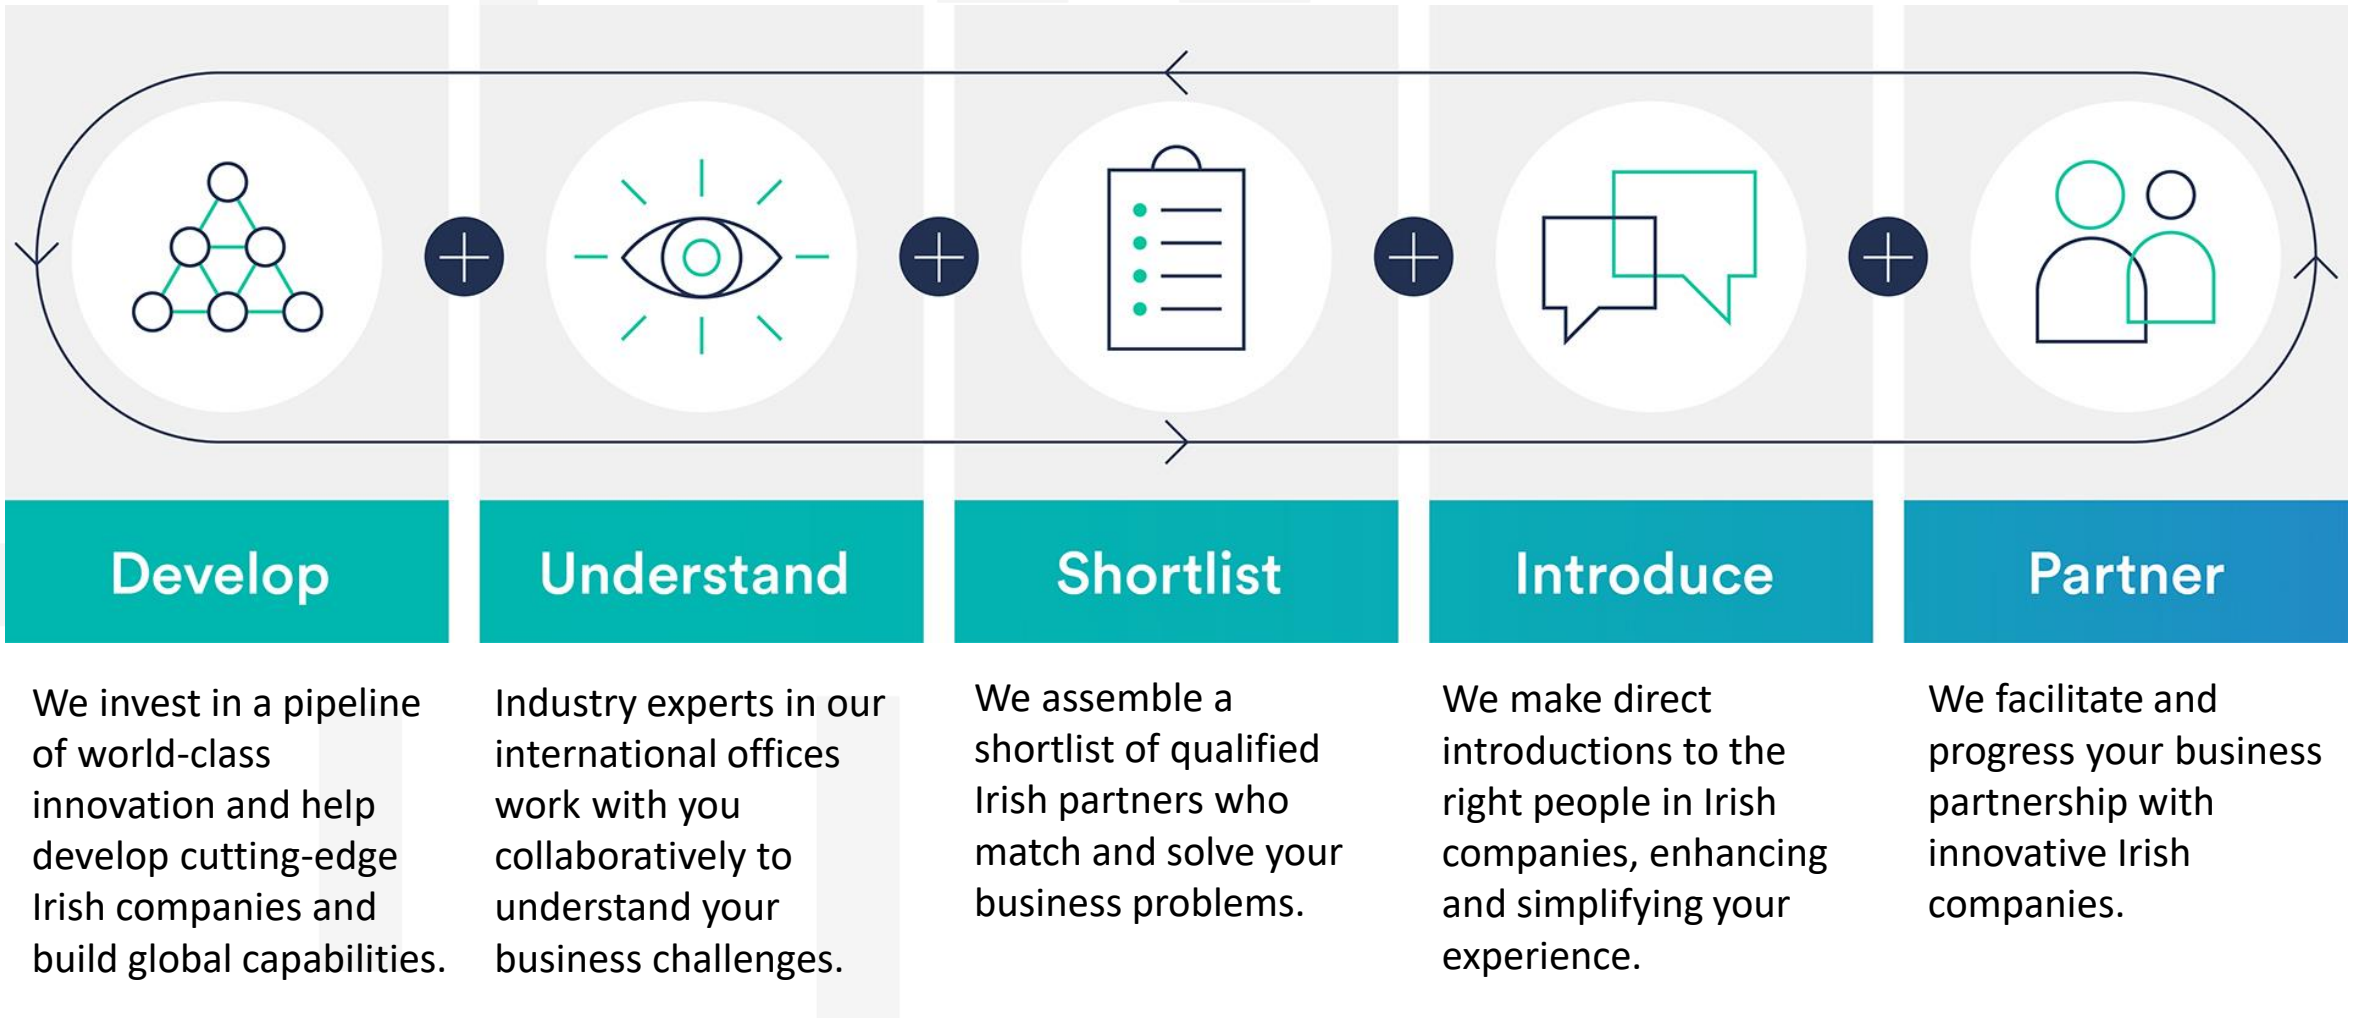 Develop
We invest in a pipeline
of world-class
innovation and help
develop cutting-edge
Irish companies and
build global capabilities.
Understand
Industry experts in our
international offices
work with you
collaboratively to
understand your
business challenges.
Shortlist
We assemble a
shortlist of qualified
Irish partners who
match and solve your
business problems.
Introduce
We make direct
introductions to the
right people in Irish
companies, enhancing
and simplifying your
experience.
Partner
We facilitate and
progress your business
partnership with
innovative Irish
companies.